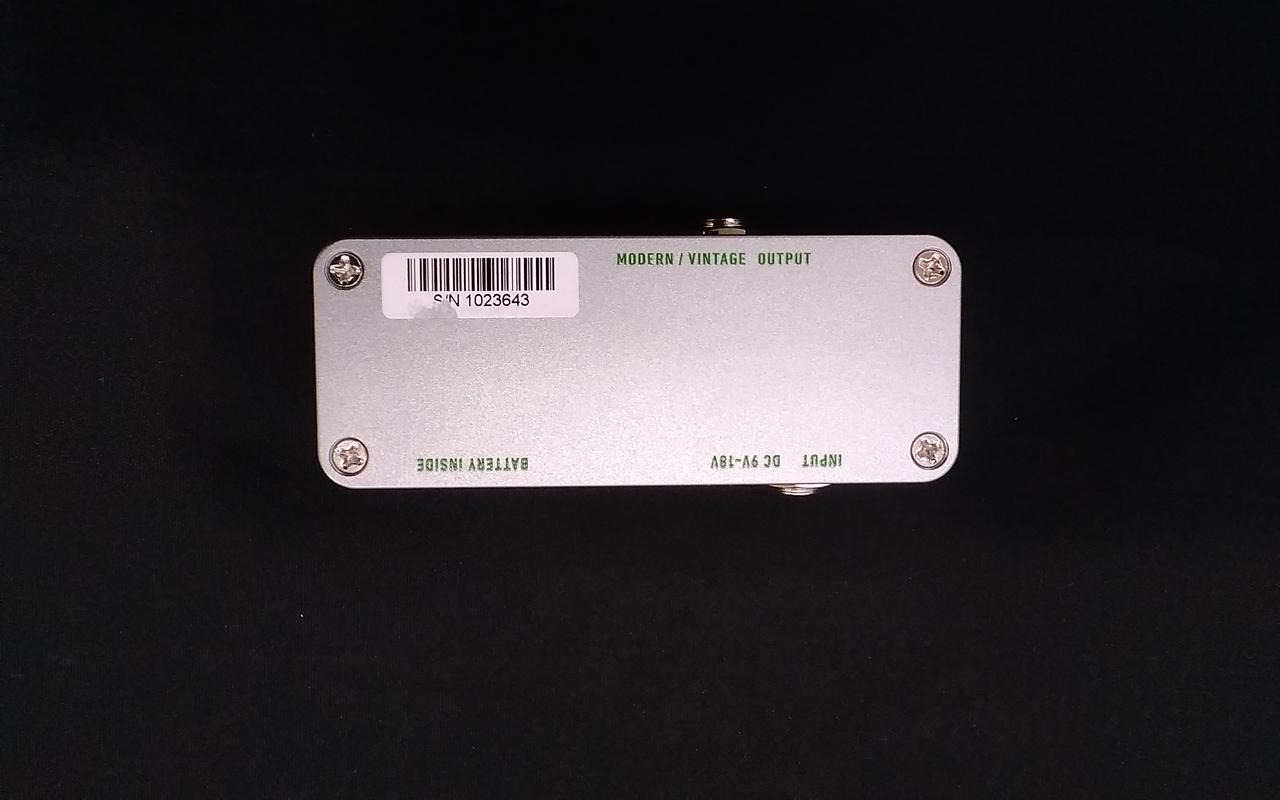 MODERN / VINTAGE OUTPUT
S/N 1023643
BATTERY INSIDE
DC 9V-18V
INPUT